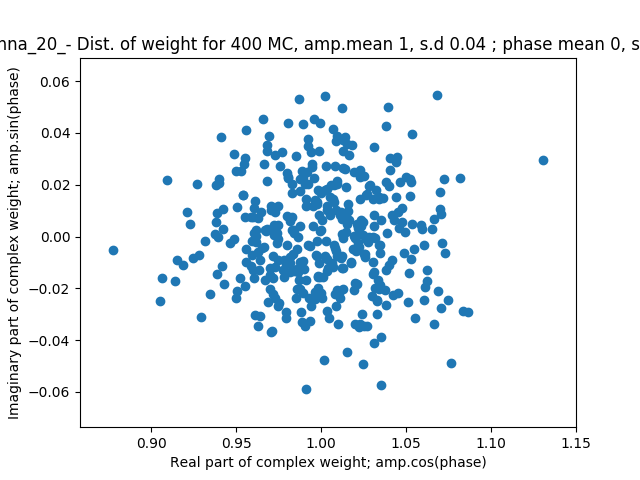 nna_20_- Dist. of weight for 400 MC, amp.mean 1, s.d 0.04 ; phase mean 0, s
0.06
0.04
0.02
0.00
−0.02
−0.04
−0.06
Imaginary part of complex weight; amp.sin(phase)
0.90 0.95 1.00 1.05 1.10 1.15
Real part of complex weight; amp.cos(phase)